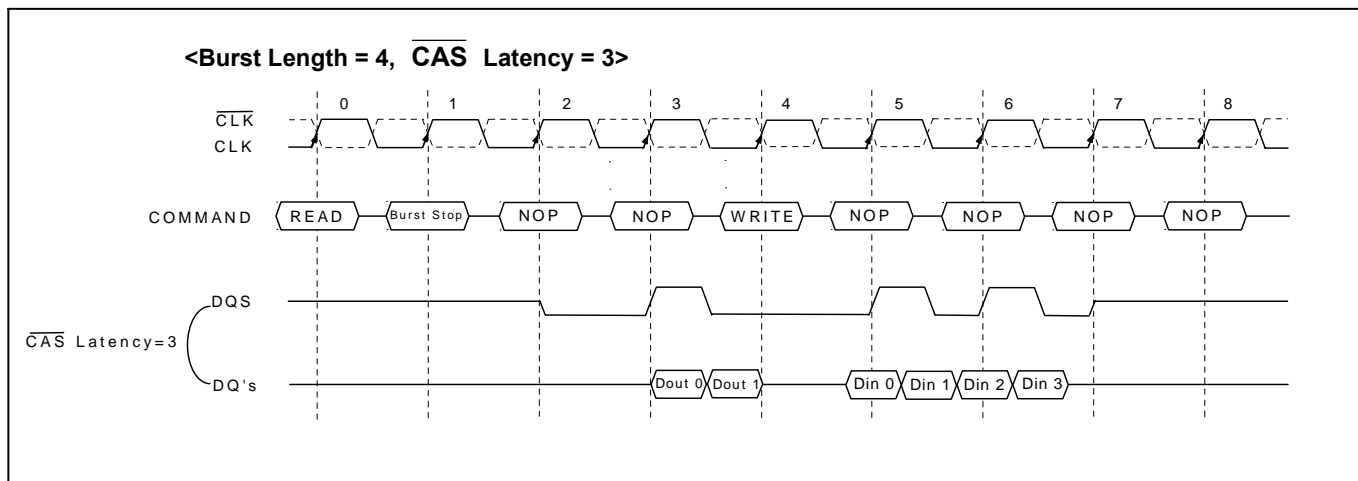 <Burst Length = 4, CAS Latency = 3>
0 1 2 3 4 5 6 7 8
CLK
CLK
COMMAND READ Burst Stop NOP NOP WRITE NOP NOP NOP NOP
DQS
CAS Latency=3
DQ's Dout 0 Dout 1 Din 0 Din 1 Din 2 Din 3